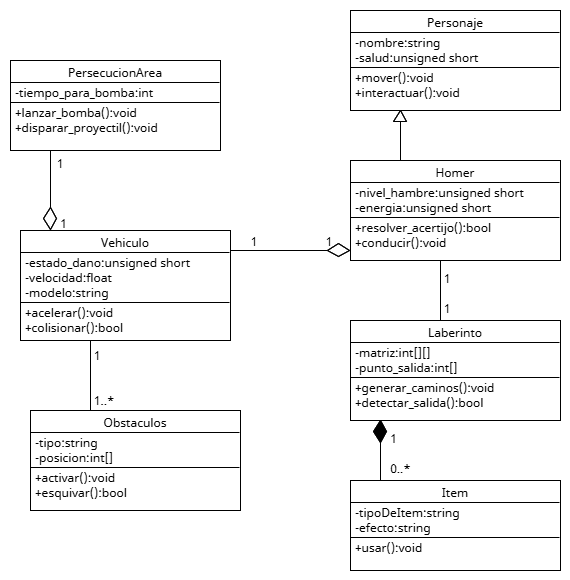 Personaje
-nombre:string
-salud:unsigned short
+mover():void
+interactuar():void
PersecucionArea
-tiempo_para_bomba:int
+lanzar_bomba():void
+disparar_proyectil():void
1
1
Homer
-nivel_hambre:unsigned short
-energia:unsigned short
+resolver_acertijo():bool
+conducir():void
Vehiculo
-estado_dano:unsigned short
-velocidad:float
-modelo:string
+acelerar():void
+colisionar():bool
1
1
1
1
Laberinto
-matriz:int[][]
-punto_salida:int[]
+generar_caminos():void
+detectar_salida():bool
1
1..*
Obstaculos
-tipo:string
-posicion:int[]
+activar():void
+esquivar():bool
1
0..*
Item
-tipoDeItem:string
-efecto:string
+usar():void